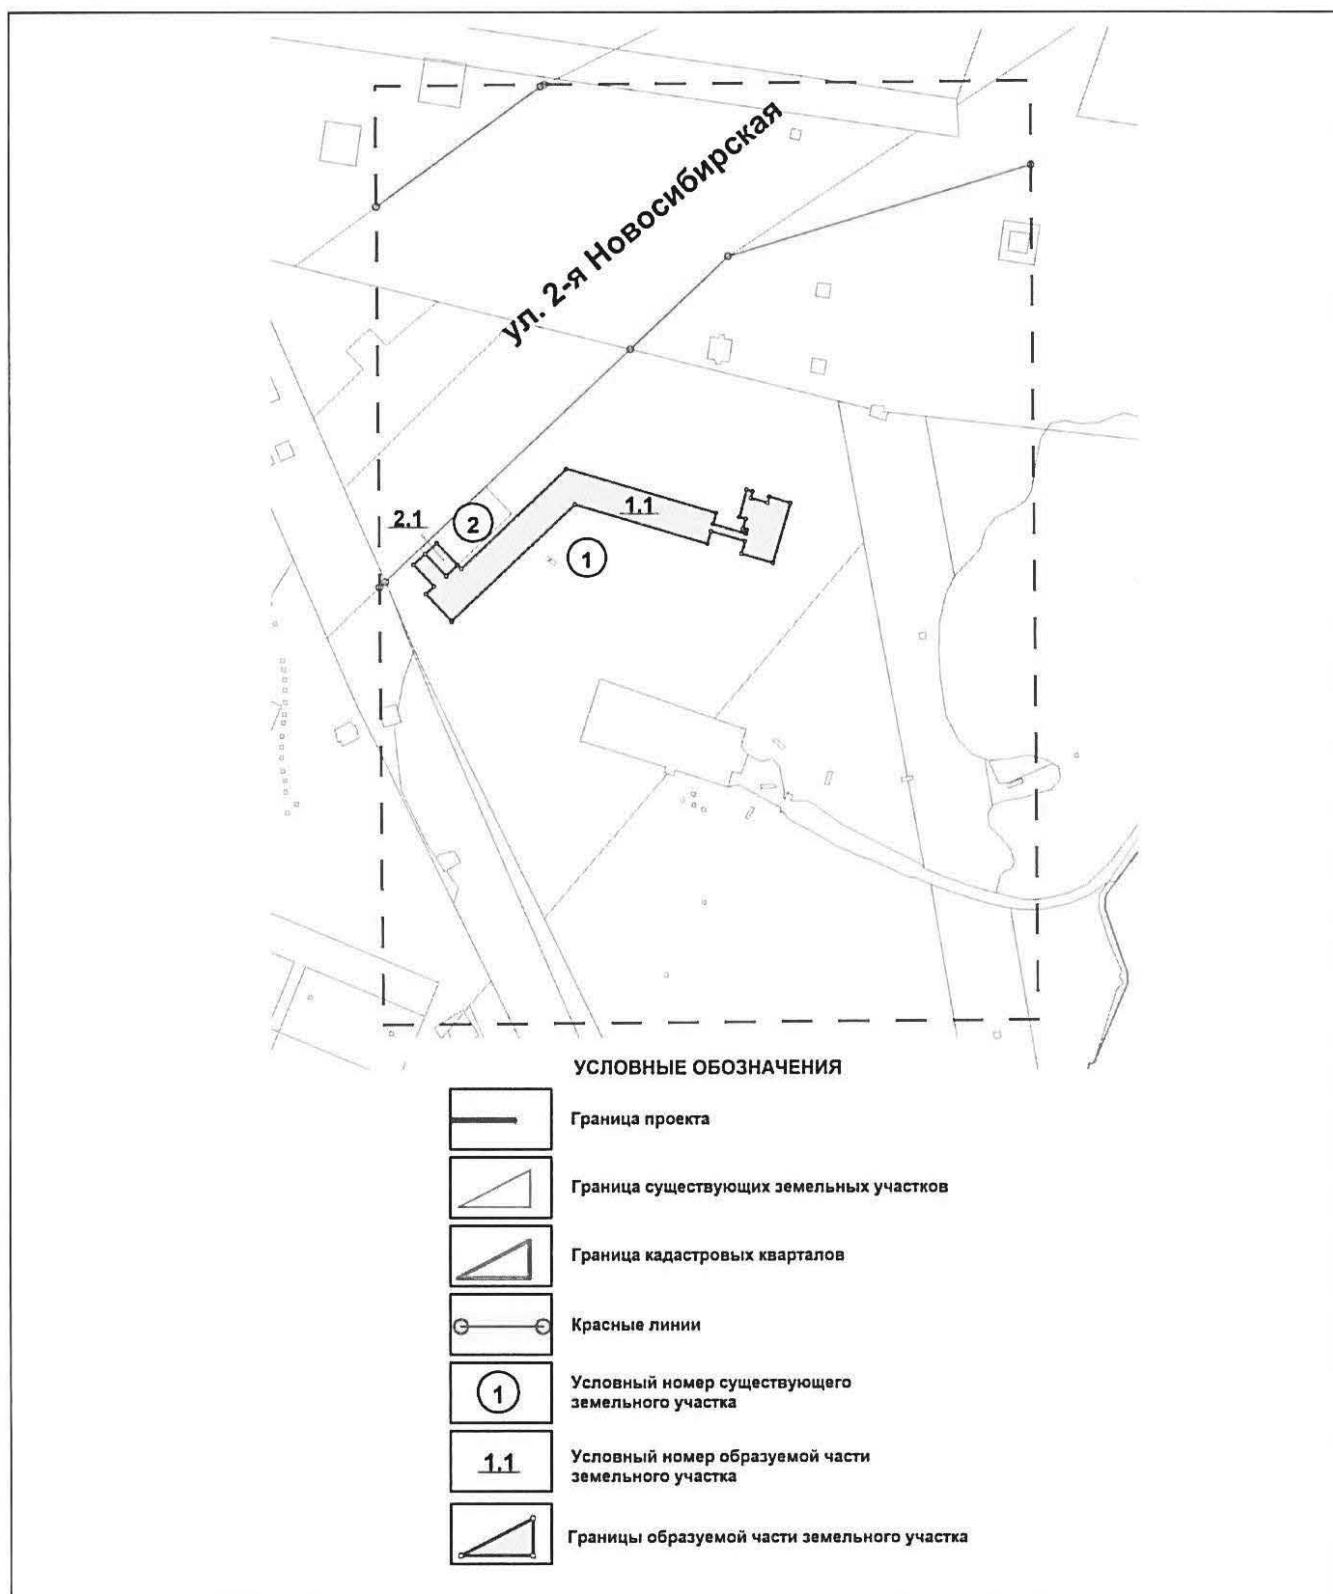 ул. 2-я Новосибирская
1.1
2.1
2
1
УСЛОВНЫЕ ОБОЗНАЧЕНИЯ
Граница проекта
Граница существующих земельных участков
Граница кадастровых кварталов
Красные линии
1
Условный номер существующего
земельного участка
1.1
Условный номер образуемой части
земельного участка
Границы образуемой части земельного участка